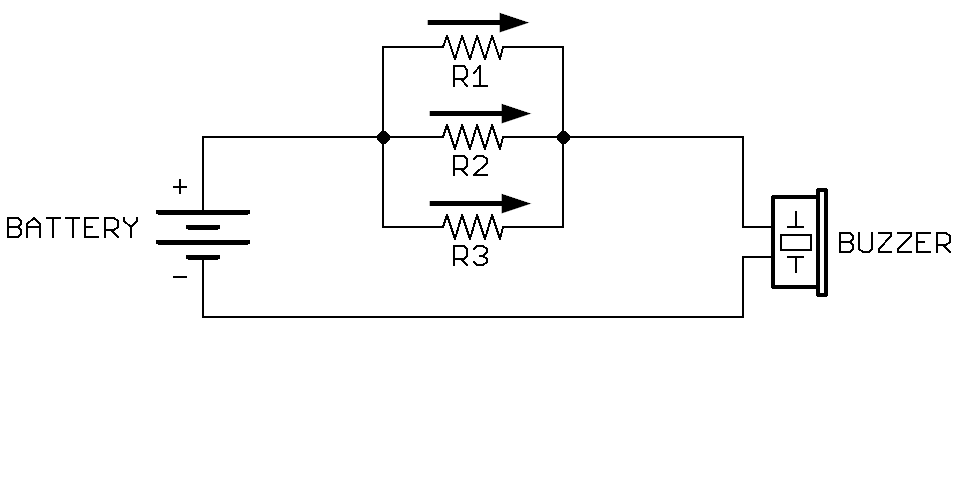 R1
R2
+
BATTERY
BUZZER
R3
−